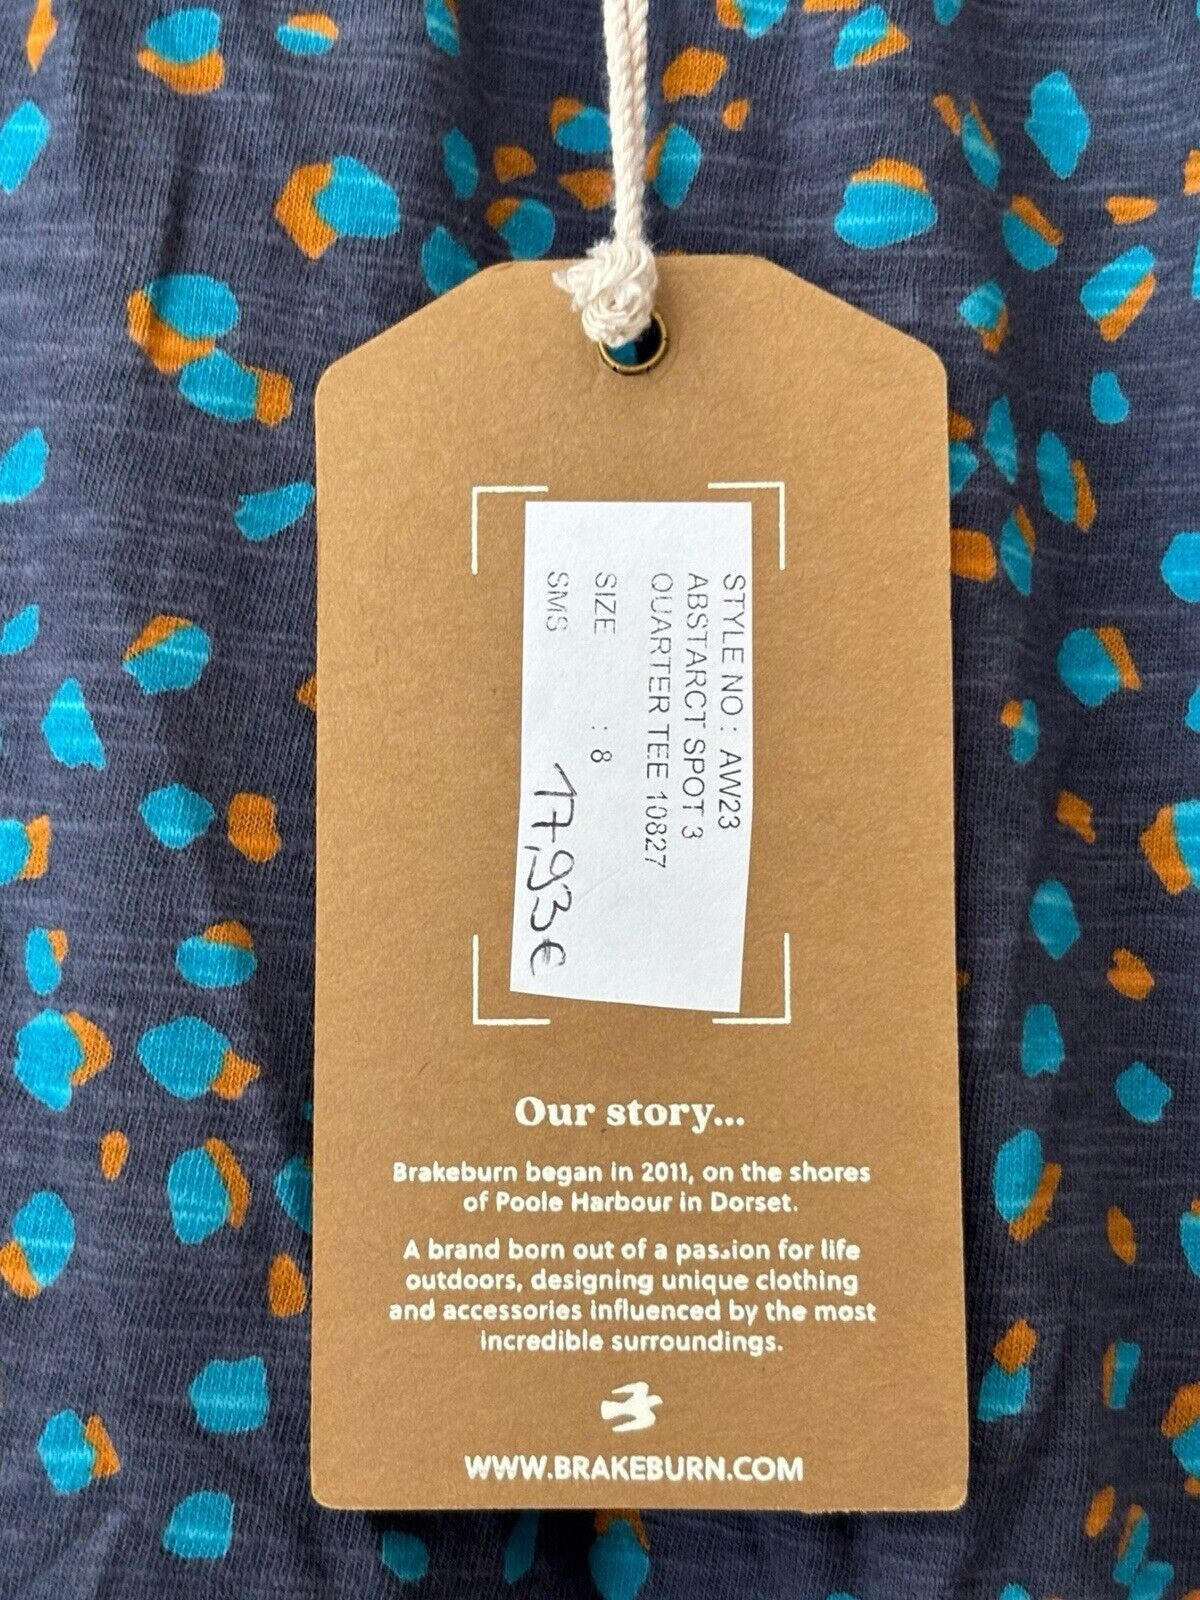 STYLE NO : AW23
ABSTARCT SPOT 3
QUARTER TEE 10827
SIZE : 8
SMS
17,93€
Our story...
Brakeburn began in 2011, on the shores
of Poole Harbour in Dorset.
A brand born out of a passion for life
outdoors, designing unique clothing
and accessories influenced by the most
incredible surroundings.
WWW.BRAKEBURN.COM